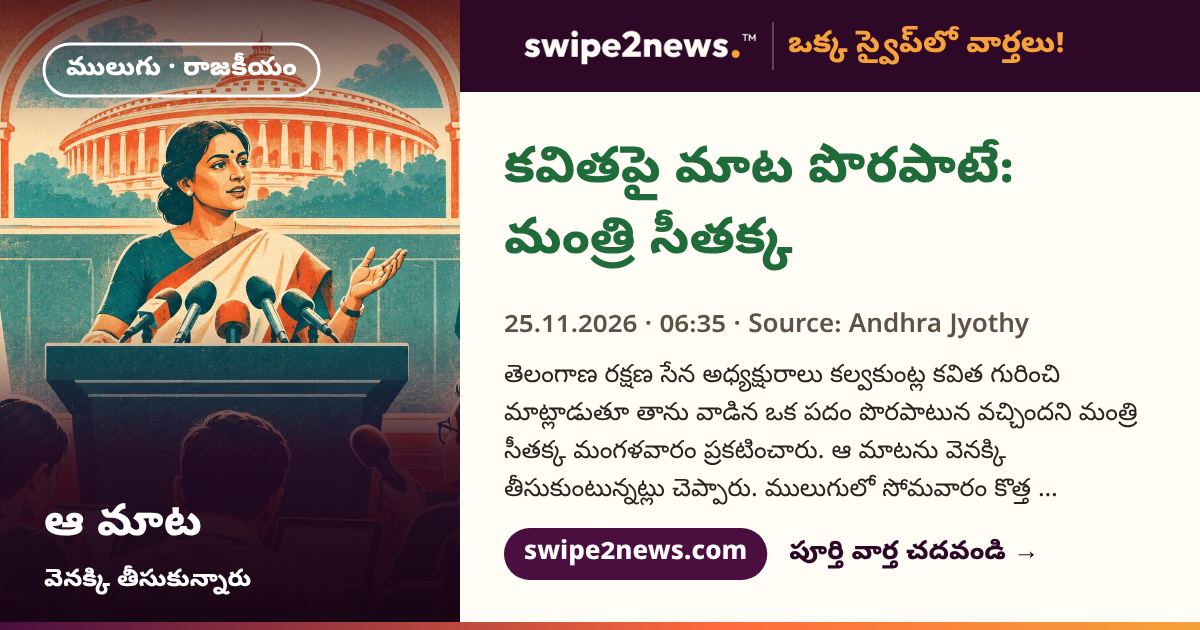 ములుగు · రాజకీయం
swipe2news.™
ఒక్క స్వైప్‌లో వార్తలు!
కవితపై మాట పొరపాటే:
మంత్రి సీతక్క
25.11.2026 · 06:35 · Source: Andhra Jyothy
తెలంగాణ రక్షణ సేన అధ్యక్షురాలు కల్వకుంట్ల కవిత గురించి
మాట్లాడుతూ తాను వాడిన ఒక పదం పొరపాటున వచ్చిందని మంత్రి
సీతక్క మంగళవారం ప్రకటించారు. ఆ మాటను వెనక్కి
తీసుకుంటున్నట్లు చెప్పారు. ములుగులో సోమవారం కొత్త ...
ఆ మాట
వెనక్కి తీసుకున్నారు
swipe2news.com
పూర్తి వార్త చదవండి →